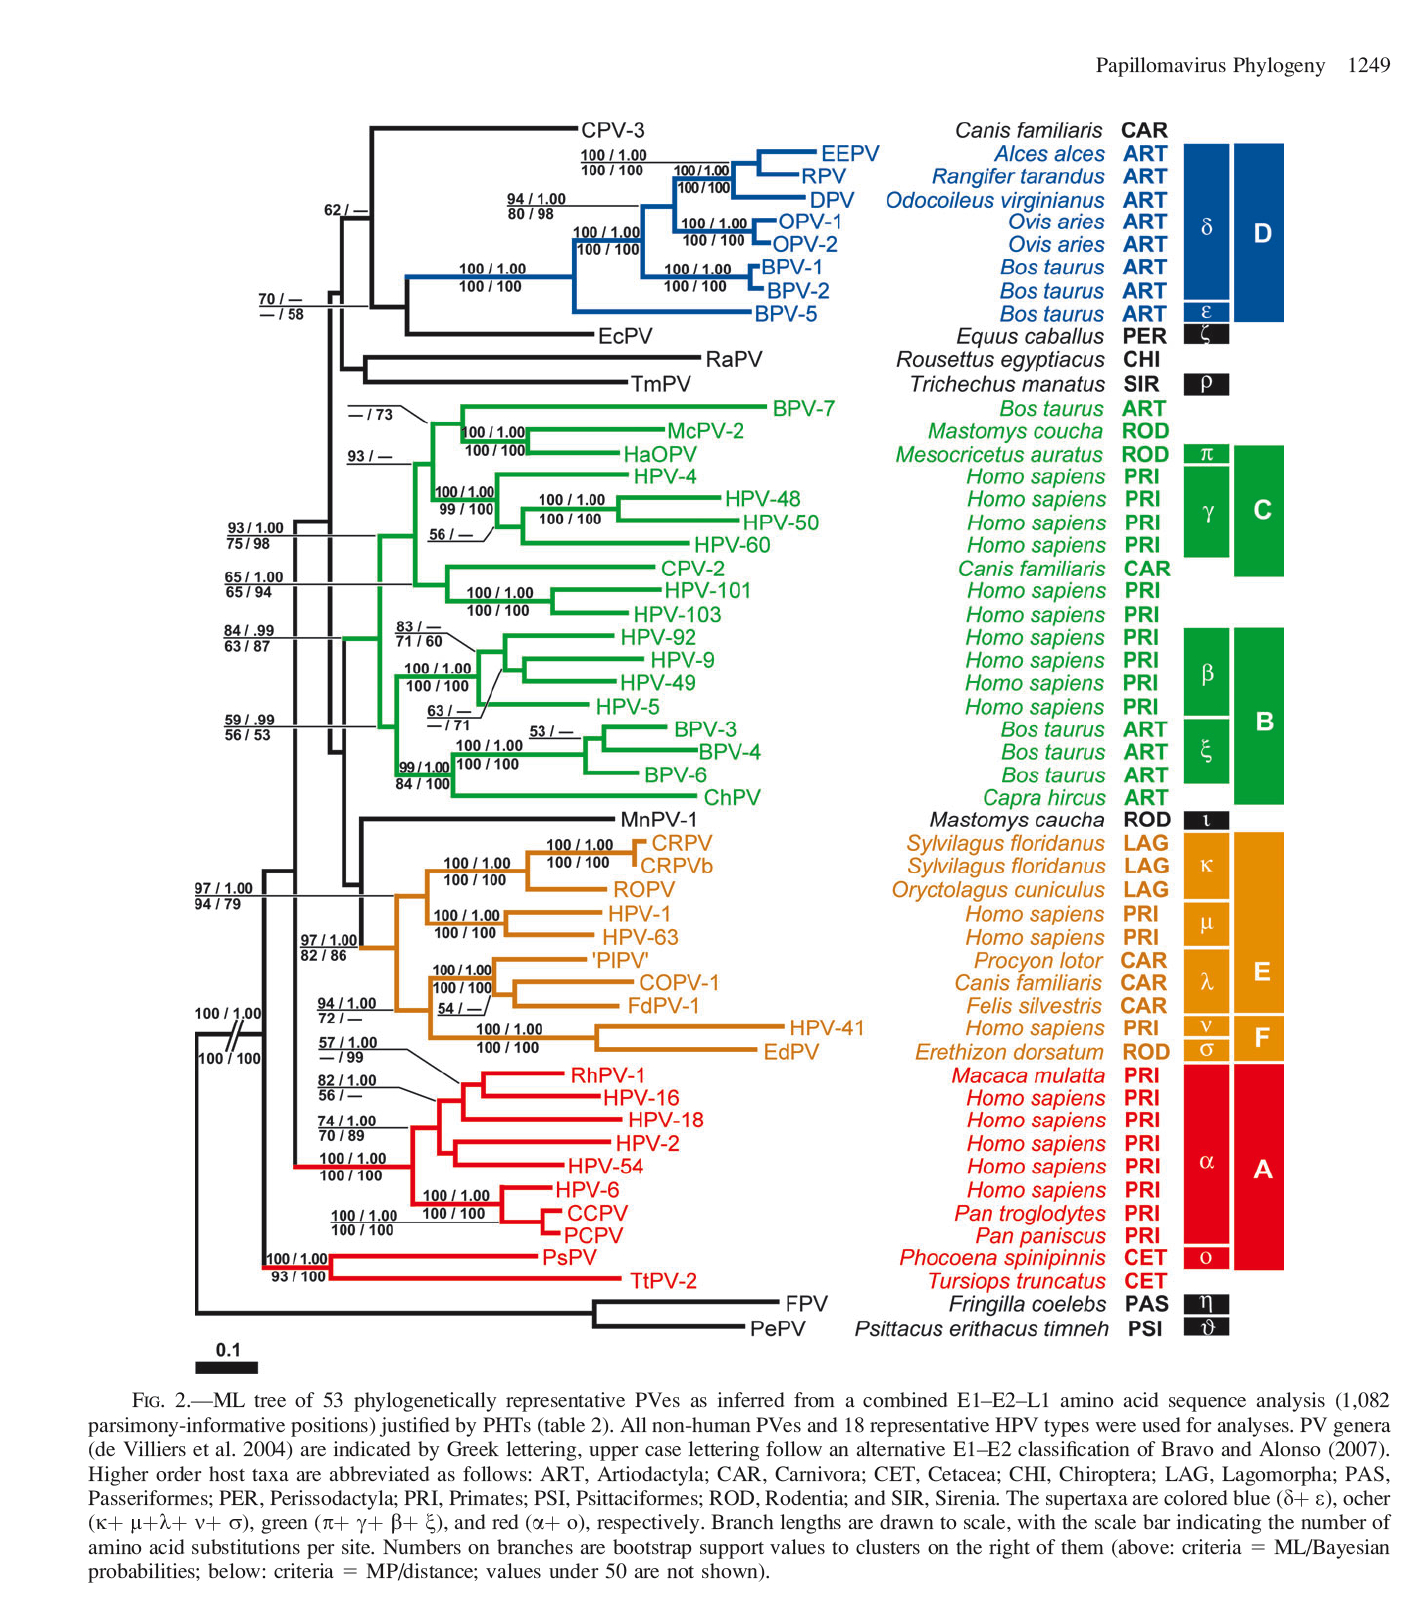 Papillomavirus Phylogeny 1249
CPV-3 Canis familiaris CAR
EEPV Alces alces ART
100 / 1.00
100 / 100
100 / 1.00
100 / 100
RPV Rangifer tarandus ART
DPV Odocoileus virginianus ART
94 / 1.00
80 / 98
62 / —
OPV-1 Ovis aries ART
100 / 1.00
100 / 100
δ D
100 / 1.00
100 / 100
OPV-2 Ovis aries ART
BPV-1 Bos taurus ART
100 / 1.00
100 / 100
100 / 1.00
100 / 100
BPV-2 Bos taurus ART
70 / —
— / 58
BPV-5 Bos taurus ART ε
EcPV Equus caballus PER ζ
RaPV Rousettus egyptiacus CHI
TmPV Trichechus manatus SIR ρ
BPV-7 Bos taurus ART
— / 73
McPV-2 Mastomys coucha ROD
100 / 1.00
100 / 100
HaOPV Mesocricetus auratus ROD π
93 / —
HPV-4 Homo sapiens PRI
100 / 1.00
99 / 100
HPV-48 Homo sapiens PRI
100 / 1.00
100 / 100
γ C
HPV-50 Homo sapiens PRI
93 / 1.00
75 / 98
56 / —
HPV-60 Homo sapiens PRI
CPV-2 Canis familiaris CAR
65 / 1.00
65 / 94
HPV-101 Homo sapiens PRI
100 / 1.00
100 / 100
HPV-103 Homo sapiens PRI
84 / .99
63 / 87
83 / —
71 / 60
HPV-92 Homo sapiens PRI
HPV-9 Homo sapiens PRI
100 / 1.00
100 / 100
β
HPV-49 Homo sapiens PRI
HPV-5 Homo sapiens PRI
63 / —
— / 71
59 / .99
56 / 53
B
BPV-3 Bos taurus ART
53 / —
100 / 1.00
100 / 100
BPV-4 Bos taurus ART ξ
99 / 1.00
84 / 100
BPV-6 Bos taurus ART
ChPV Capra hircus ART
MnPV-1 Mastomys caucha ROD ι
CRPV Sylvilagus floridanus LAG
100 / 1.00
100 / 100
CRPVb Sylvilagus floridanus LAG κ
100 / 1.00
100 / 100
ROPV Oryctolagus cuniculus LAG
97 / 1.00
94 / 79
HPV-1 Homo sapiens PRI
100 / 1.00
100 / 100
μ
HPV-63 Homo sapiens PRI
97 / 1.00
82 / 86
'PlPV' Procyon lotor CAR
100 / 1.00
100 / 100
E
COPV-1 Canis familiaris CAR λ
FdPV-1 Felis silvestris CAR
94 / 1.00
72 / —
54 / —
100 / 1.00
100 / 100
HPV-41 Homo sapiens PRI ν
100 / 1.00
100 / 100
F
EdPV Erethizon dorsatum ROD σ
57 / 1.00
— / 99
RhPV-1 Macaca mulatta PRI
82 / 1.00
56 / —
HPV-16 Homo sapiens PRI
HPV-18 Homo sapiens PRI
74 / 1.00
70 / 89
HPV-2 Homo sapiens PRI
100 / 1.00
100 / 100
HPV-54 Homo sapiens PRI α A
HPV-6 Homo sapiens PRI
100 / 1.00
100 / 100
CCPV Pan troglodytes PRI
100 / 1.00
100 / 100
PCPV Pan paniscus PRI
PsPV Phocoena spinipinnis CET ο
100 / 1.00
93 / 100
TtPV-2 Tursiops truncatus CET
FPV Fringilla coelebs PAS η
PePV Psittacus erithacus timneh PSI ϑ
0.1
FIG. 2.—ML tree of 53 phylogenetically representative PVes as inferred from a combined E1–E2–L1 amino acid sequence analysis (1,082
parsimony-informative positions) justified by PHTs (table 2). All non-human PVes and 18 representative HPV types were used for analyses. PV genera
(de Villiers et al. 2004) are indicated by Greek lettering, upper case lettering follow an alternative E1–E2 classification of Bravo and Alonso (2007).
Higher order host taxa are abbreviated as follows: ART, Artiodactyla; CAR, Carnivora; CET, Cetacea; CHI, Chiroptera; LAG, Lagomorpha; PAS,
Passeriformes; PER, Perissodactyla; PRI, Primates; PSI, Psittaciformes; ROD, Rodentia; and SIR, Sirenia. The supertaxa are colored blue (δ+ ε), ocher
(κ+ μ+λ+ ν+ σ), green (π+ γ+ β+ ξ), and red (α+ ο), respectively. Branch lengths are drawn to scale, with the scale bar indicating the number of
amino acid substitutions per site. Numbers on branches are bootstrap support values to clusters on the right of them (above: criteria = ML/Bayesian
probabilities; below: criteria = MP/distance; values under 50 are not shown).